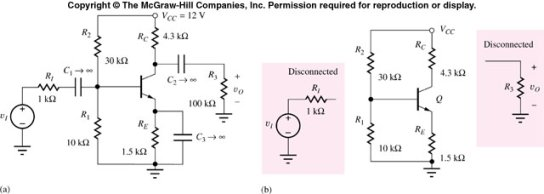 Copyright © The McGraw-Hill Companies, Inc. Permission required for reproduction or display.
V_CC = 12 V
R_2
30 kΩ
R_C
4.3 kΩ
C_1 → ∞
C_2 → ∞
R_I
1 kΩ
v_I
R_3
100 kΩ
v_O
R_1
10 kΩ
R_E
1.5 kΩ
C_3 → ∞
(a)
Disconnected
R_I
1 kΩ
v_I
V_CC
R_2
30 kΩ
R_C
4.3 kΩ
Q
R_1
10 kΩ
R_E
1.5 kΩ
Disconnected
R_3
v_O
(b)